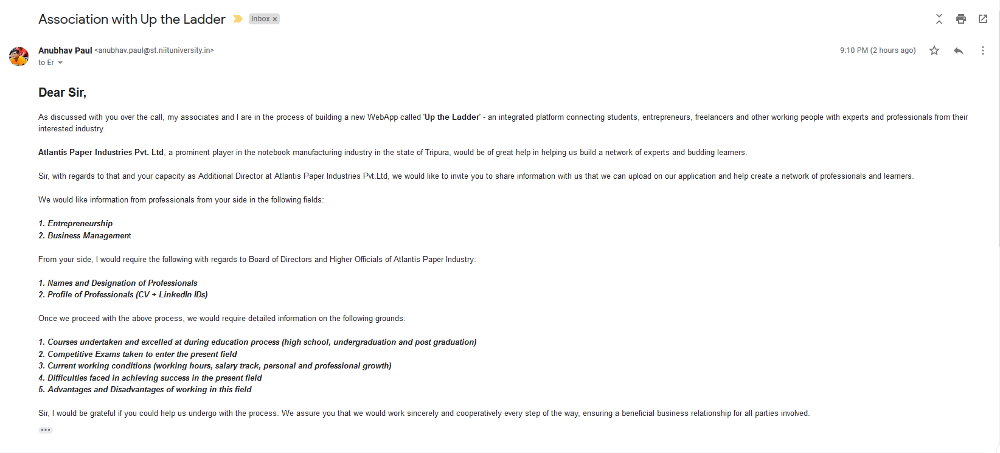 Association with Up the Ladder Inbox x
Anubhav Paul <anubhav.paul@st.niituniversity.in> 9:10 PM (2 hours ago)
to Er
Dear Sir,
As discussed with you over the call, my associates and I are in the process of building a new WebApp called 'Up the Ladder' - an integrated platform connecting students, entrepreneurs, freelancers and other working people with experts and professionals from their
interested industry.
Atlantis Paper Industries Pvt. Ltd, a prominent player in the notebook manufacturing industry in the state of Tripura, would be of great help in helping us build a network of experts and budding learners.
Sir, with regards to that and your capacity as Additional Director at Atlantis Paper Industries Pvt.Ltd, we would like to invite you to share information with us that we can upload on our application and help create a network of professionals and learners.
We would like information from professionals from your side in the following fields:
1. Entrepreneurship
2. Business Management
From your side, I would require the following with regards to Board of Directors and Higher Officials of Atlantis Paper Industry:
1. Names and Designation of Professionals
2. Profile of Professionals (CV + LinkedIn IDs)
Once we proceed with the above process, we would require detailed information on the following grounds:
1. Courses undertaken and excelled at during education process (high school, undergraduation and post graduation)
2. Competitive Exams taken to enter the present field
3. Current working conditions (working hours, salary track, personal and professional growth)
4. Difficulties faced in achieving success in the present field
5. Advantages and Disadvantages of working in this field
Sir, I would be grateful if you could help us undergo with the process. We assure you that we would work sincerely and cooperatively every step of the way, ensuring a beneficial business relationship for all parties involved.